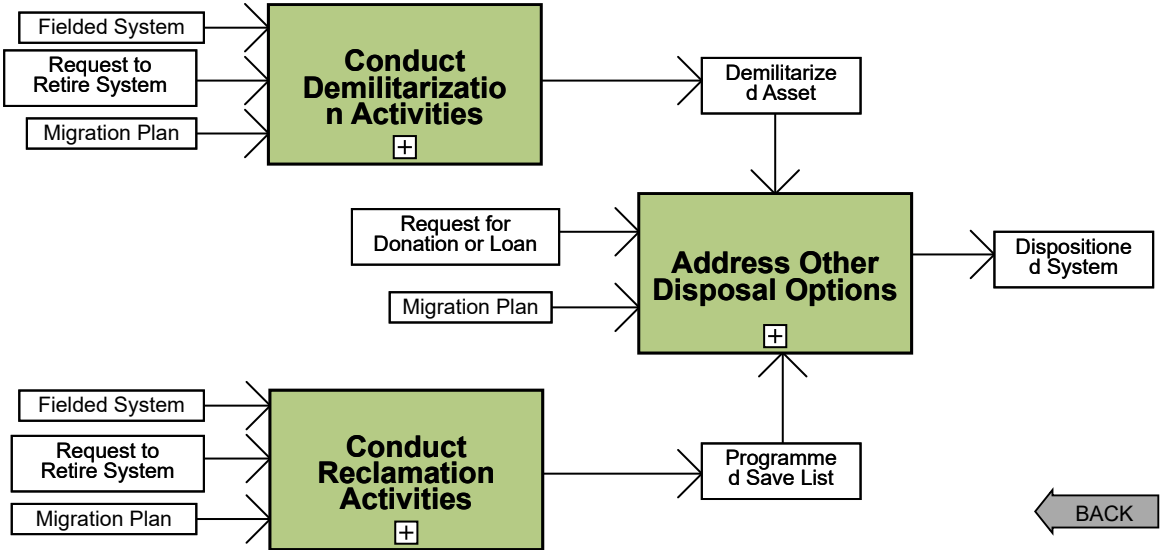 Fielded System
Request to
Retire System
Migration Plan
Conduct
Demilitarizatio
n Activities
Demilitarize
d Asset
Request for
Donation or Loan
Migration Plan
Address Other
Disposal Options
Dispositione
d System
Fielded System
Request to
Retire System
Migration Plan
Conduct
Reclamation
Activities
Programme
d Save List
BACK